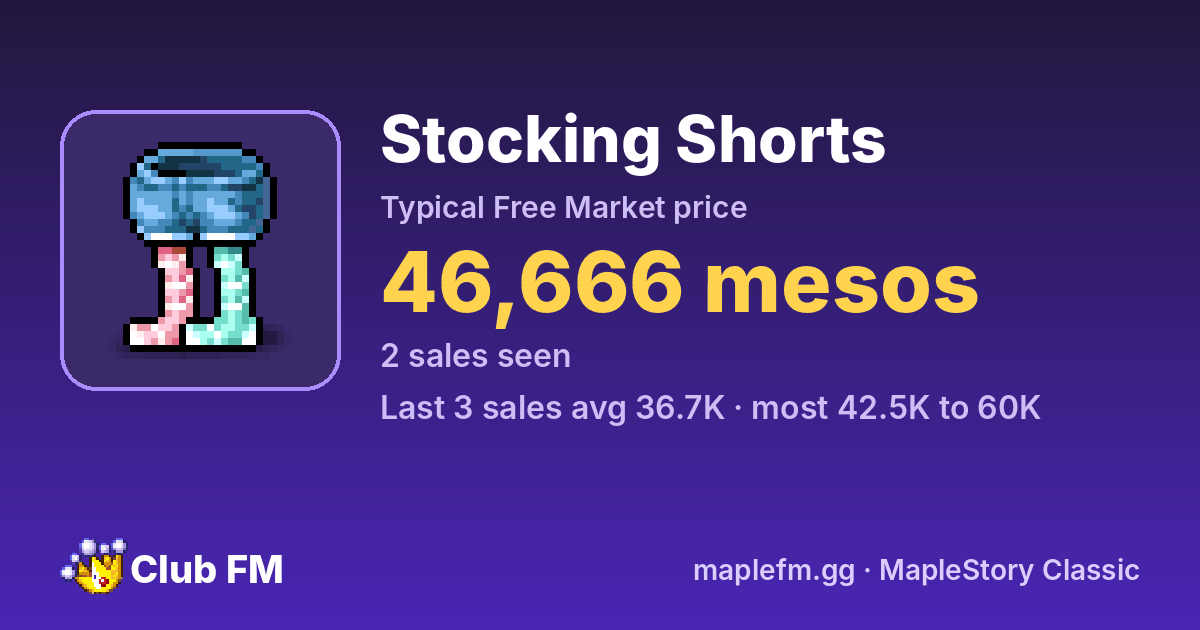 Stocking Shorts
Typical Free Market price
46,666 mesos
2 sales seen
Last 3 sales avg 36.7K · most 42.5K to 60K
Club FM
maplefm.gg · MapleStory Classic